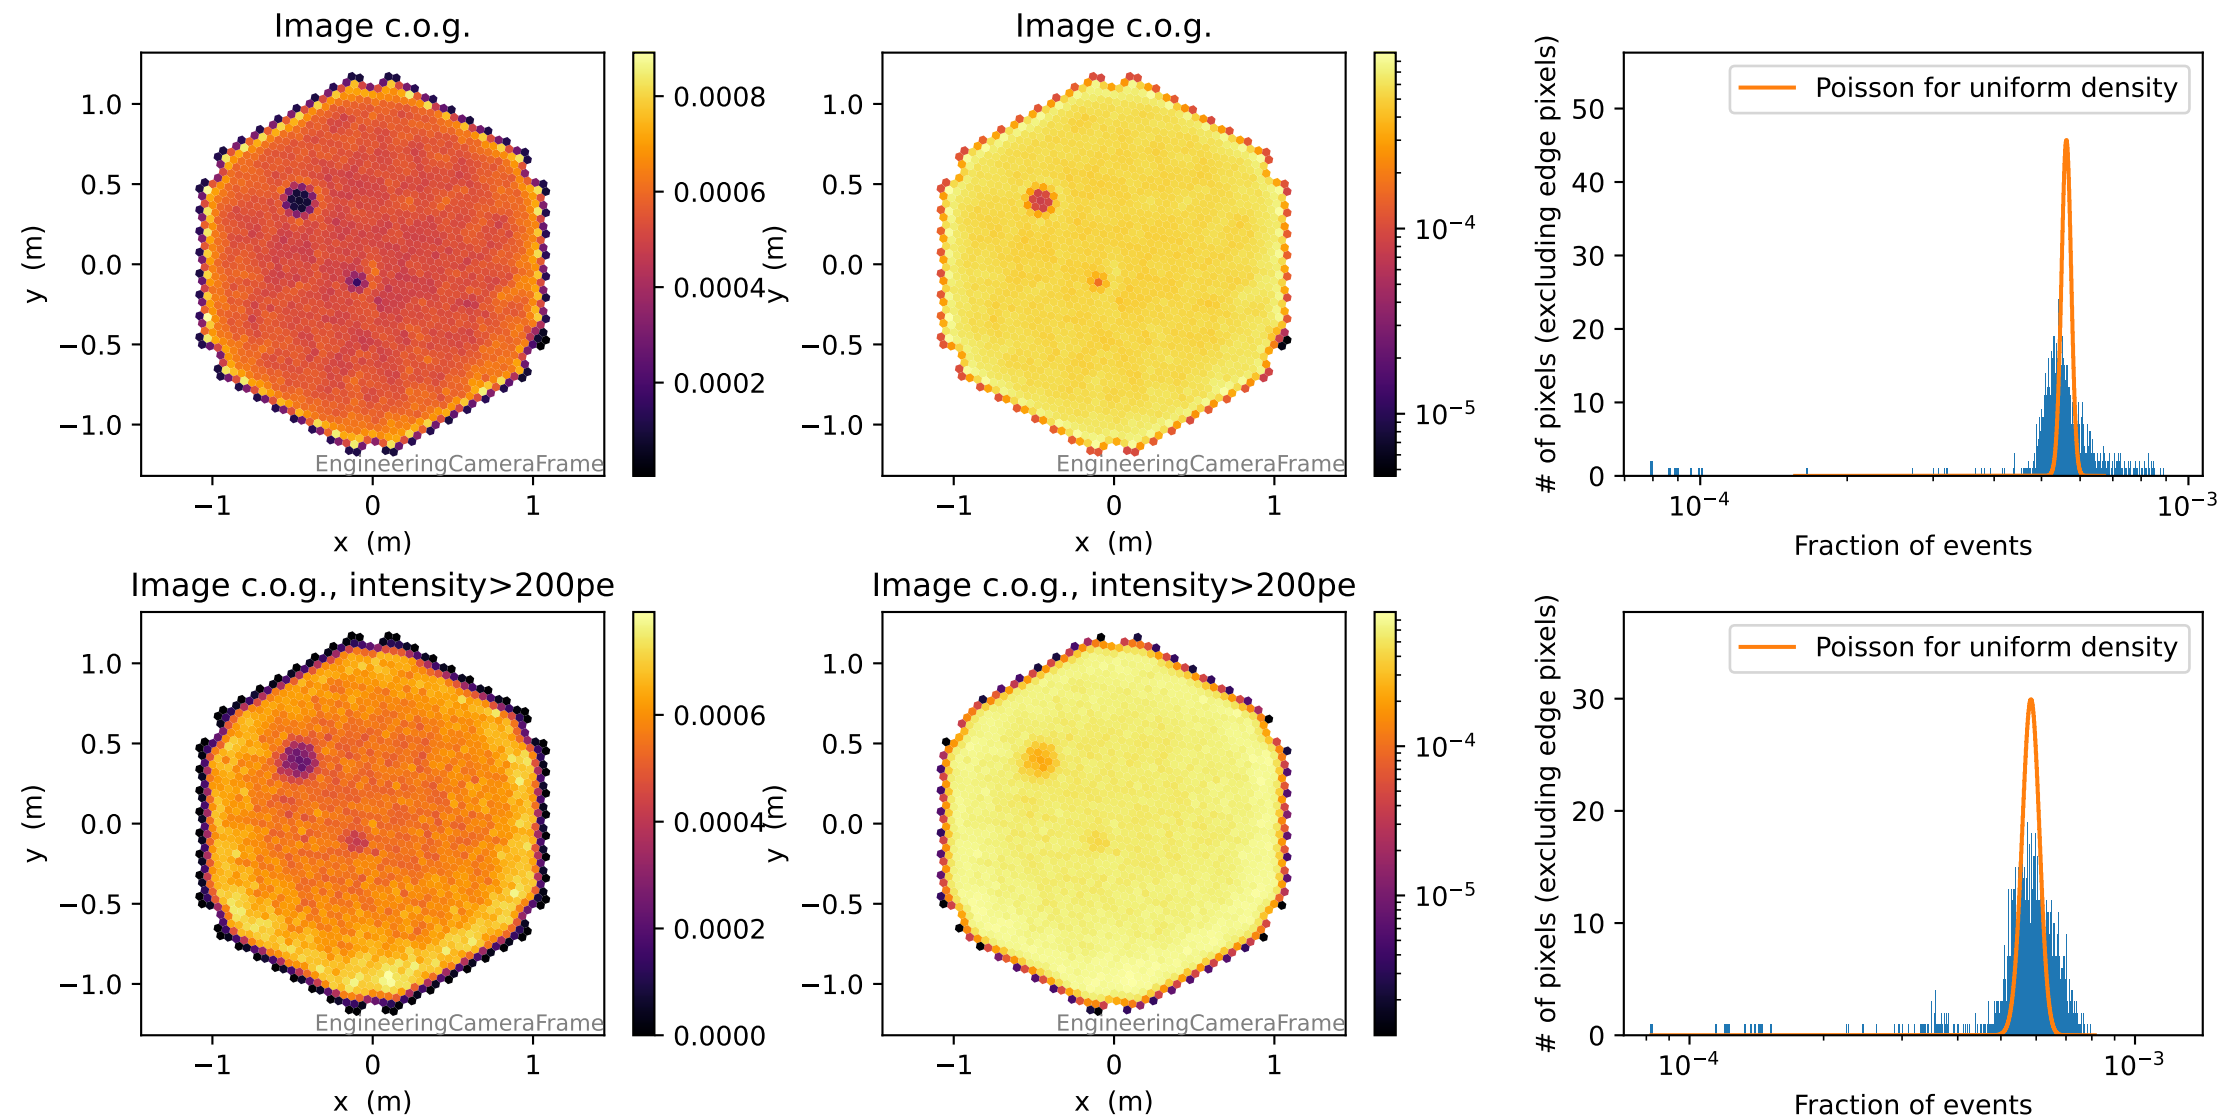 Image c.o.g.
1.0
0.5
0.0
−0.5
−1.0
y (m)
−1
0
1
x (m)
EngineeringCameraFrame
0.0008
0.0006
0.0004
0.0002
Image c.o.g.
1.0
0.5
0.0
−0.5
−1.0
y (m)
−1
0
1
x (m)
EngineeringCameraFrame
10⁻⁴
10⁻⁵
# of pixels (excluding edge pixels)
50
40
30
20
10
0
Poisson for uniform density
10⁻⁴
10⁻³
Fraction of events
Image c.o.g., intensity>200pe
1.0
0.5
0.0
−0.5
−1.0
y (m)
−1
0
1
x (m)
EngineeringCameraFrame
0.0006
0.0004
0.0002
0.0000
Image c.o.g., intensity>200pe
1.0
0.5
0.0
−0.5
−1.0
y (m)
−1
0
1
x (m)
EngineeringCameraFrame
10⁻⁴
10⁻⁵
# of pixels (excluding edge pixels)
30
20
10
0
Poisson for uniform density
10⁻⁴
10⁻³
Fraction of events